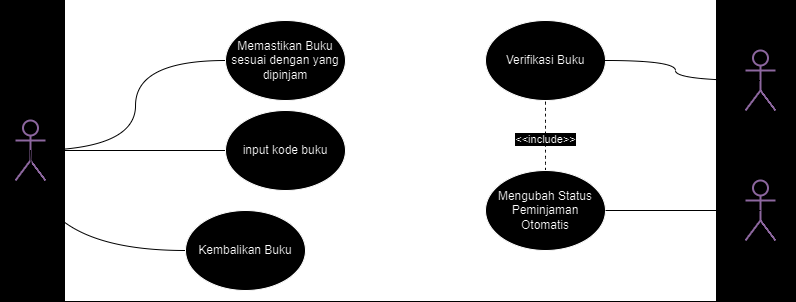 Memastikan Buku
sesuai dengan yang
dipinjam
Verifikasi Buku
<<include>>
input kode buku
Mengubah Status
Peminjaman
Otomatis
Kembalikan Buku